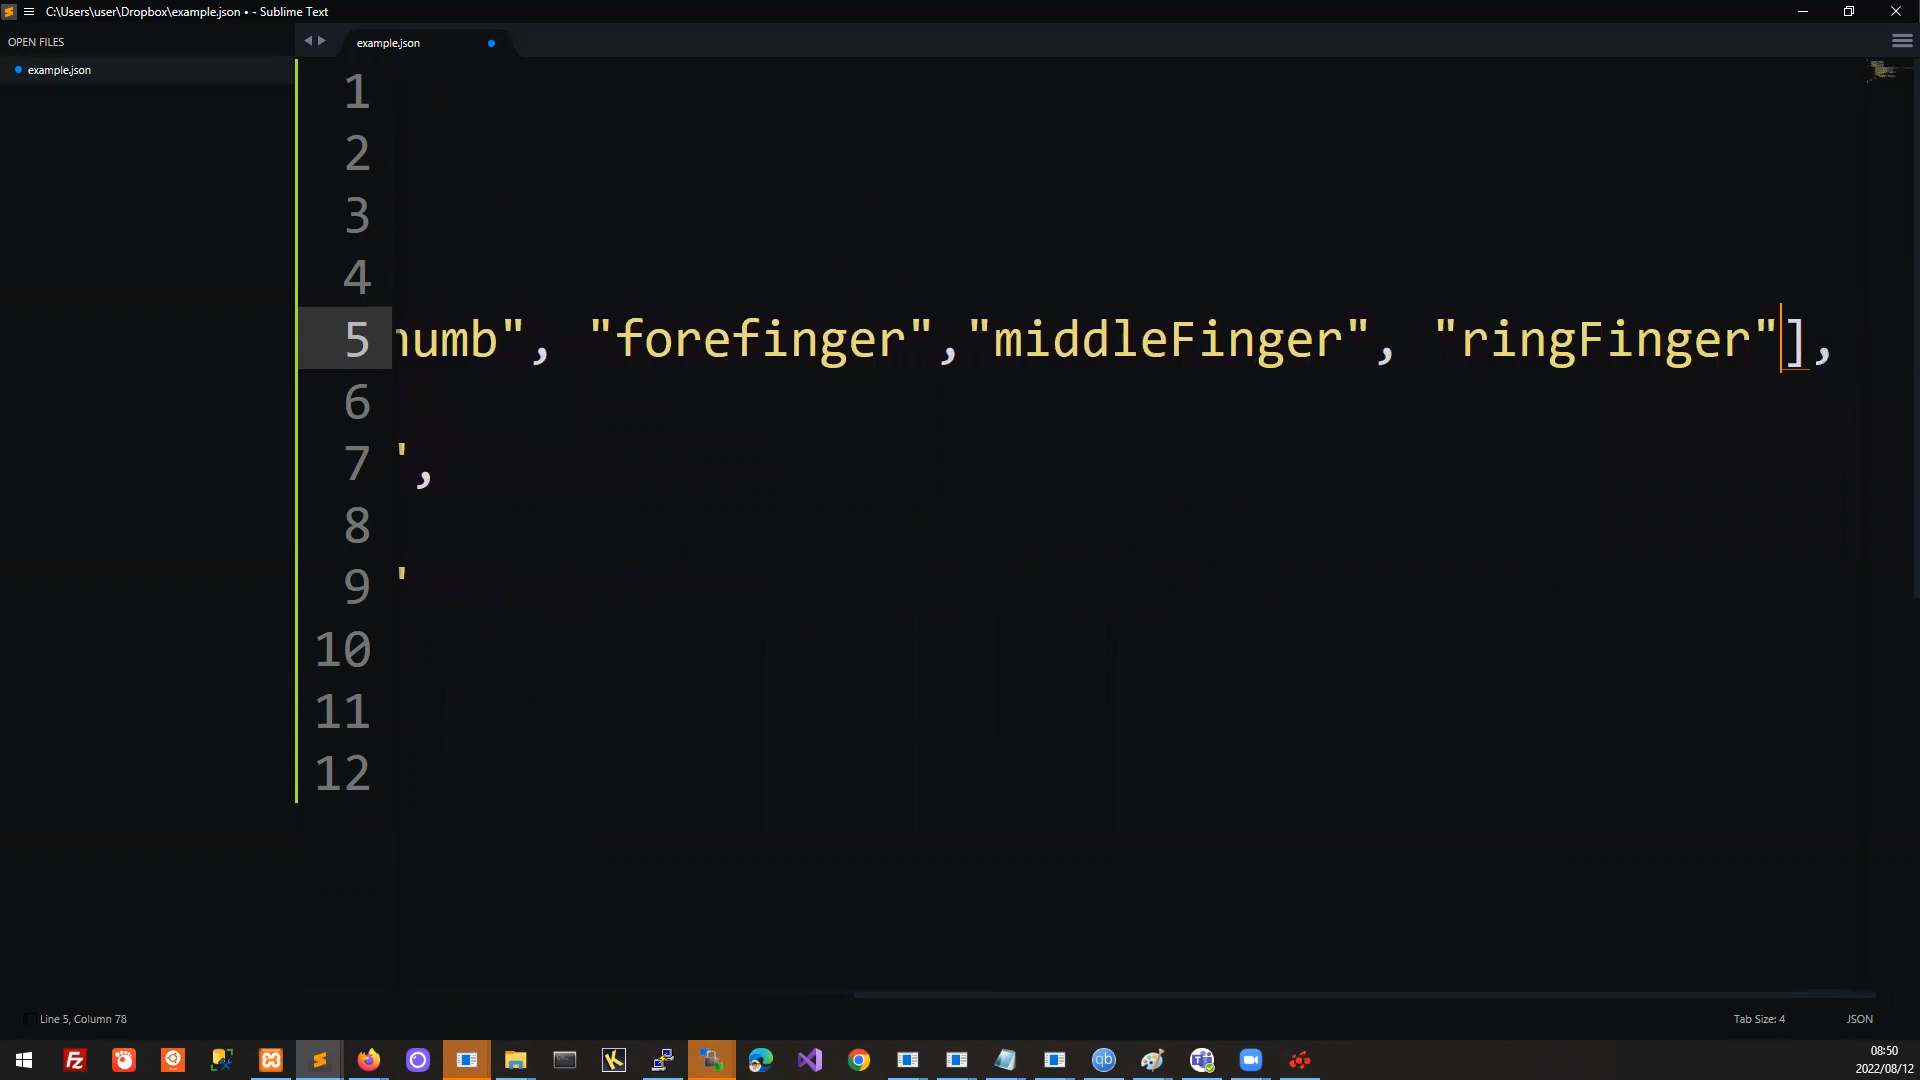 C:\Users\user\Dropbox\example.json • - Sublime Text
OPEN FILES
example.json
example.json
1
2
3
4
5 numb", "forefinger","middleFinger", "ringFinger"],
6
7 ",
8
9 "
10
11
12
Line 5, Column 78
Tab Size: 4
JSON
08:50
2022/08/12